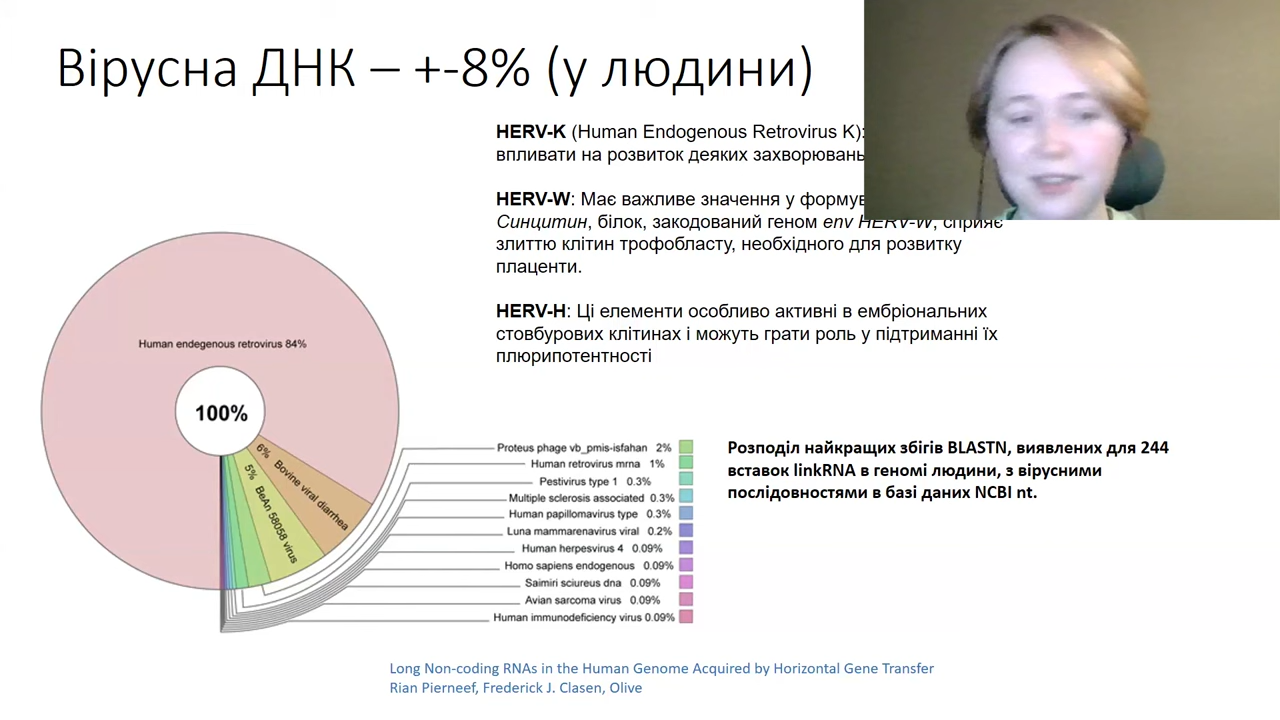 Вірусна ДНК – +-8% (у людини)
HERV-K (Human Endogenous Retrovirus K):
впливати на розвиток деяких захворювань
HERV-W: Має важливе значення у
Синцитин, білок, закодований геном env HERV-W, сприяє
злиттю клітин трофобласту, необхідного для розвитку
плаценти.
HERV-H: Ці елементи особливо активні в ембріональних
стовбурових клітинах і можуть грати роль у підтриманні їх
плюрипотентності
Human endegenous retrovirus 84%
100%
6% Bovine viral diarrhea
5% BeAn 58058 virus
Proteus phage vb_pmis-isfahan 2%
Human retrovirus mrna 1%
Pestivirus type 1 0.3%
Multiple sclerosis associated 0.3%
Human papillomavirus type 0.3%
Luna mammarenavirus viral 0.2%
Human herpesvirus 4 0.09%
Homo sapiens endogenous 0.09%
Saimiri sciureus dna 0.09%
Avian sarcoma virus 0.09%
Human immunodeficiency virus 0.09%
Розподіл найкращих збігів BLASTN, виявлених для 244
вставок linkRNA в геномі людини, з вірусними
послідовностями в базі даних NCBI nt.
Long Non-coding RNAs in the Human Genome Acquired by Horizontal Gene Transfer
Rian Pierneef, Frederick J. Clasen, Olive